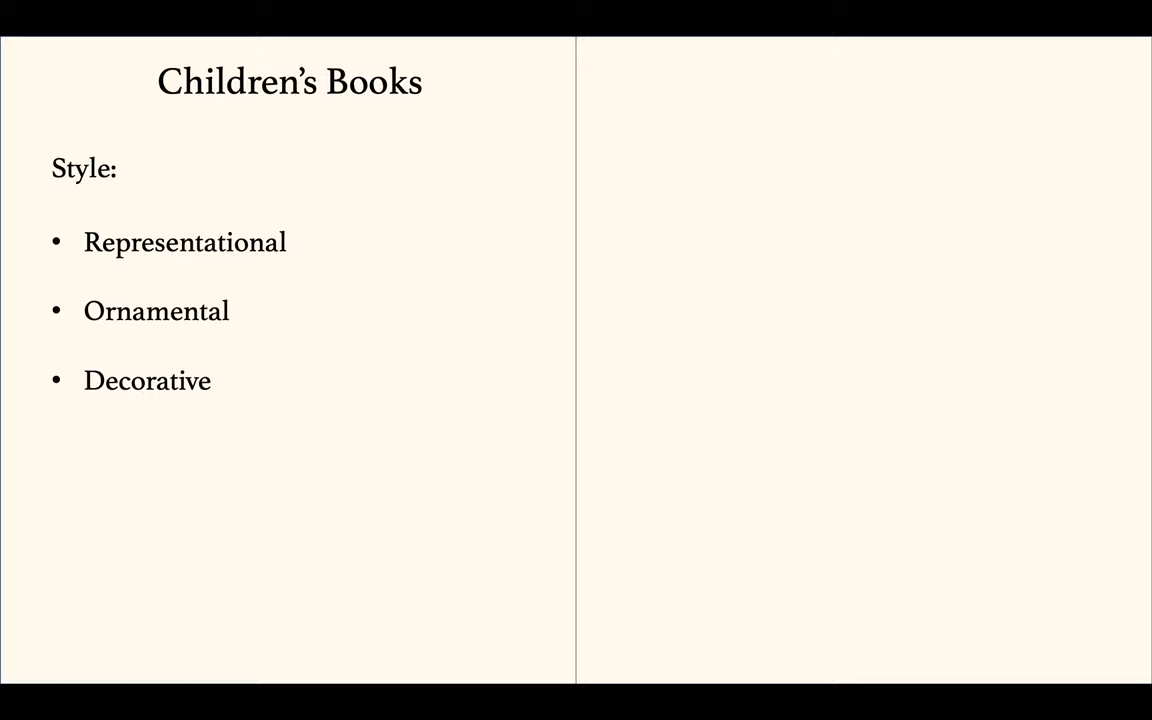 Children’s Books
Style:
• Representational
• Ornamental
• Decorative